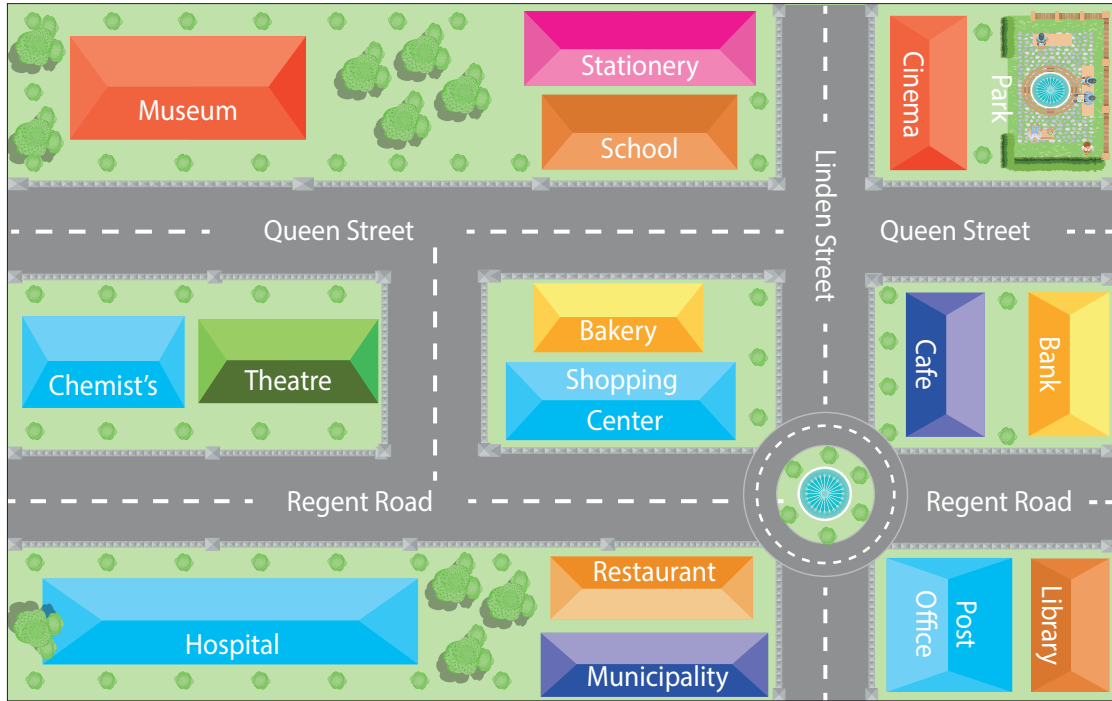 Museum
Stationery
School
Cinema
Park
Linden Street
Queen Street
Queen Street
Chemist's
Theatre
Bakery
Shopping
Center
Cafe
Bank
Regent Road
Regent Road
Hospital
Restaurant
Municipality
Post
Office
Library